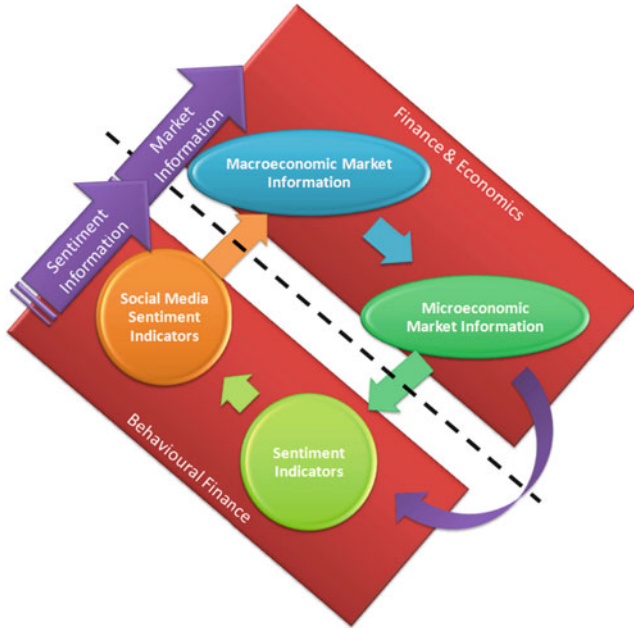 Finance & Economics
Market
Information
Macroeconomic Market
Information
Sentiment
Information
Social Media
Sentiment
Indicators
Microeconomic
Market Information
Sentiment
Indicators
Behavioural Finance